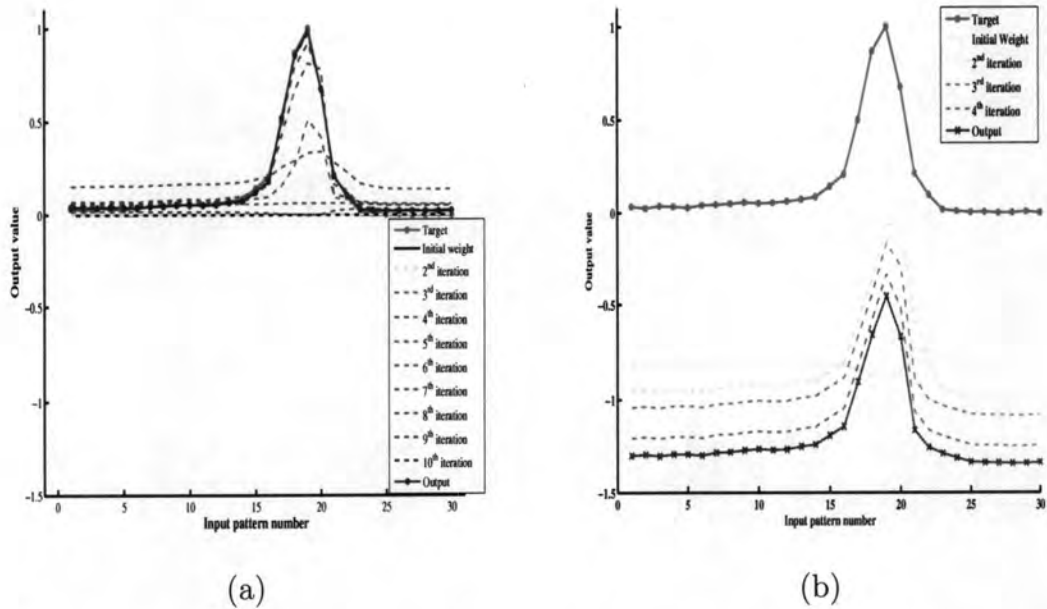 1
0.5
0
−0.5
−1
−1.5
Output value
0
5
10
15
20
25
30
Input pattern number
Target
Initial weight
2nd iteration
3rd iteration
4th iteration
5th iteration
6th iteration
7th iteration
8th iteration
9th iteration
10th iteration
Output
(a)
1
0.5
0
−0.5
−1
−1.5
Output value
0
5
10
15
20
25
30
Input pattern number
Target
Initial Weight
2nd iteration
3rd iteration
4th iteration
Output
(b)